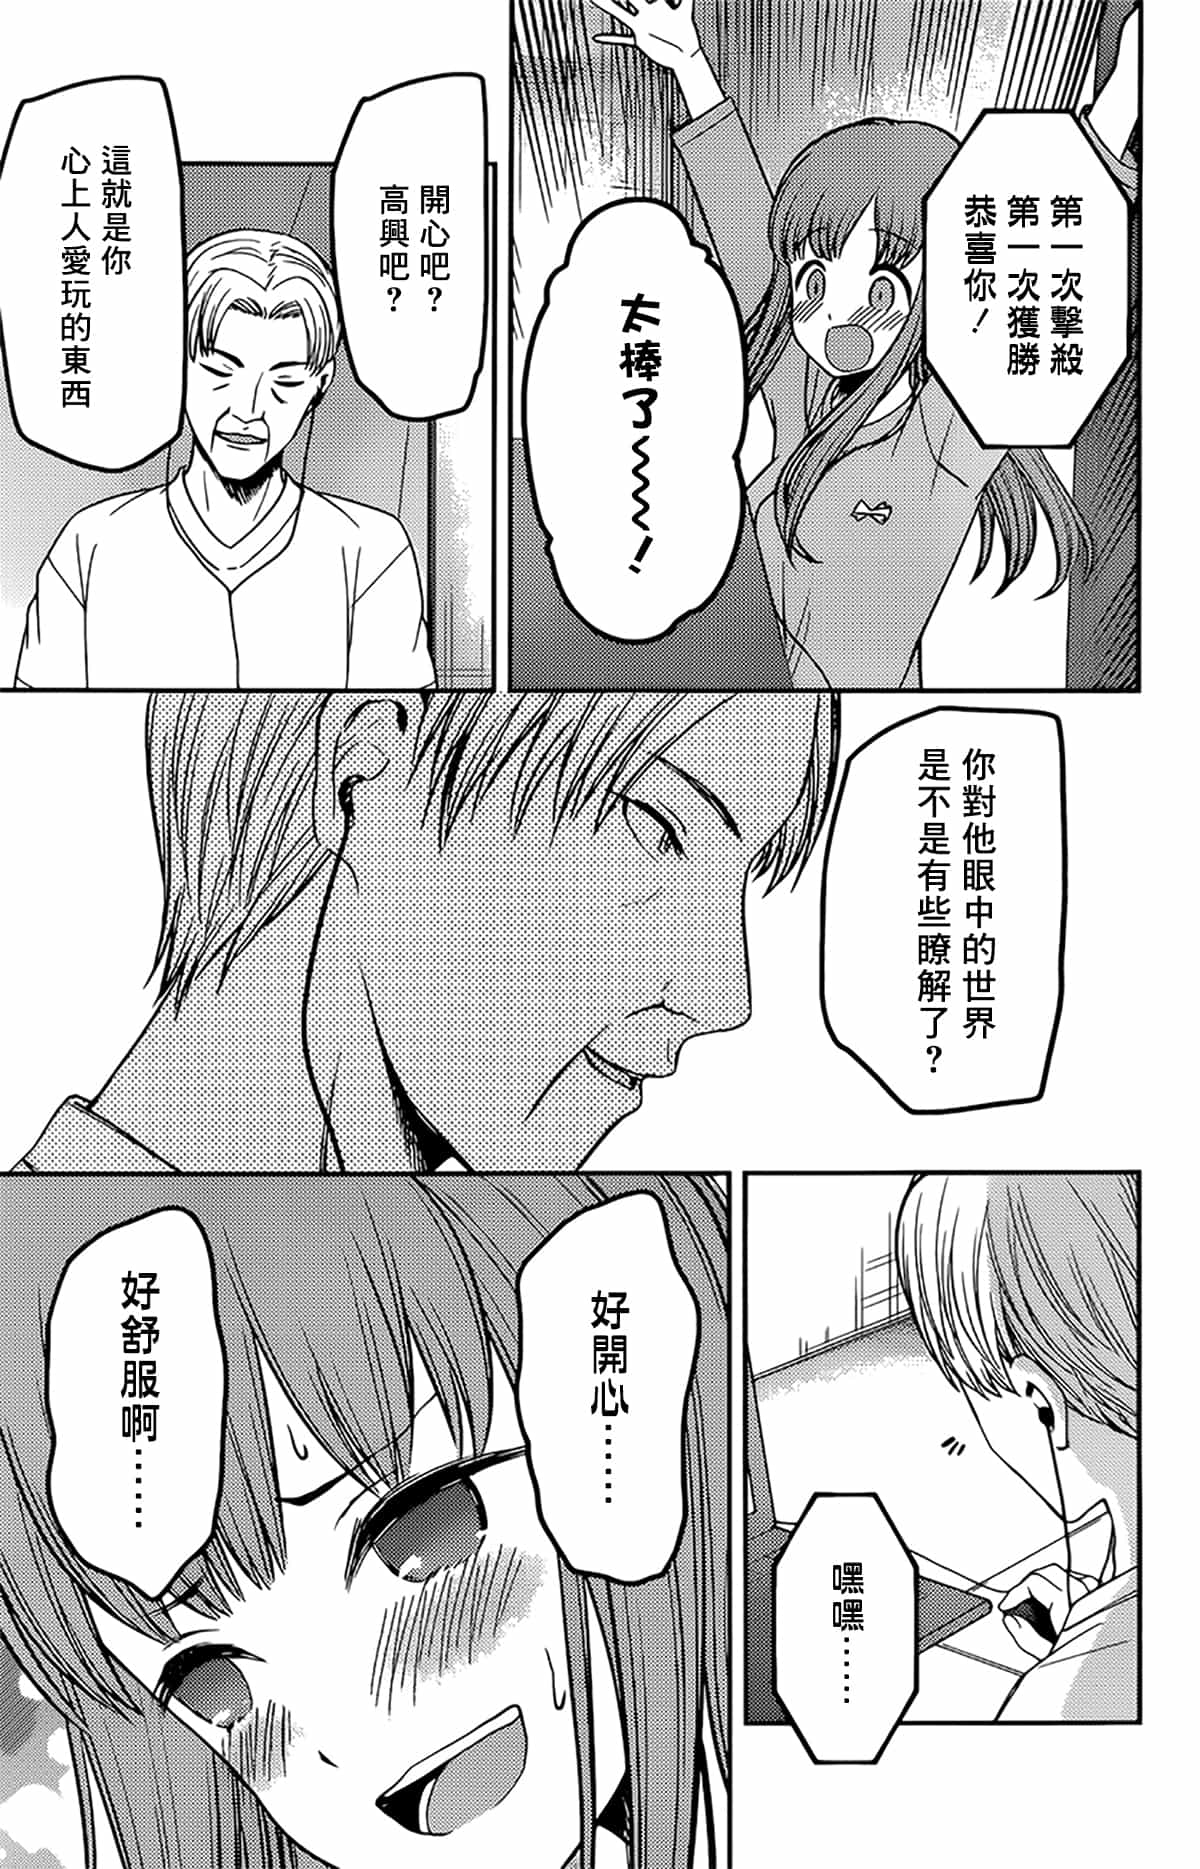 第一次擊殺
第一次獲勝
恭喜你！
太棒了～～～～！
開心吧？
高興吧？
這就是你
心上人愛玩的東西
你對他眼中的世界
是不是有些瞭解了？
嘿嘿……
好開心……
好舒服啊……